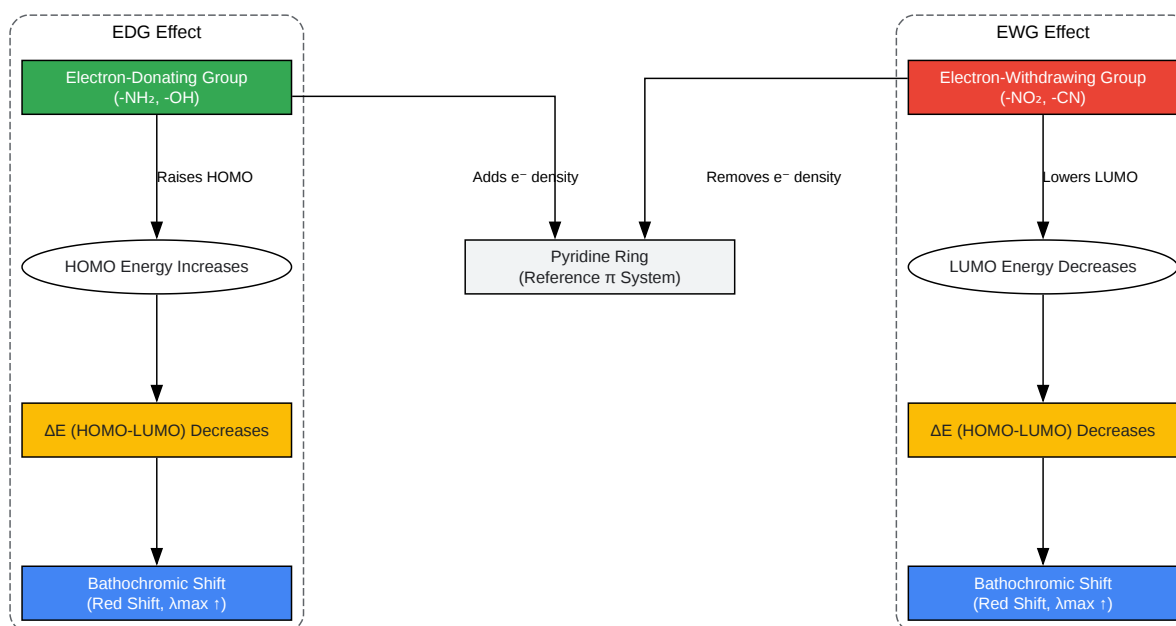 EDG Effect
Electron-Donating Group
(-NH₂, -OH)
Raises HOMO
HOMO Energy Increases
ΔE (HOMO-LUMO) Decreases
Bathochromic Shift
(Red Shift, λmax ↑)
Adds e⁻ density
Removes e⁻ density
Pyridine Ring
(Reference π System)
EWG Effect
Electron-Withdrawing Group
(-NO₂, -CN)
Lowers LUMO
LUMO Energy Decreases
ΔE (HOMO-LUMO) Decreases
Bathochromic Shift
(Red Shift, λmax ↑)